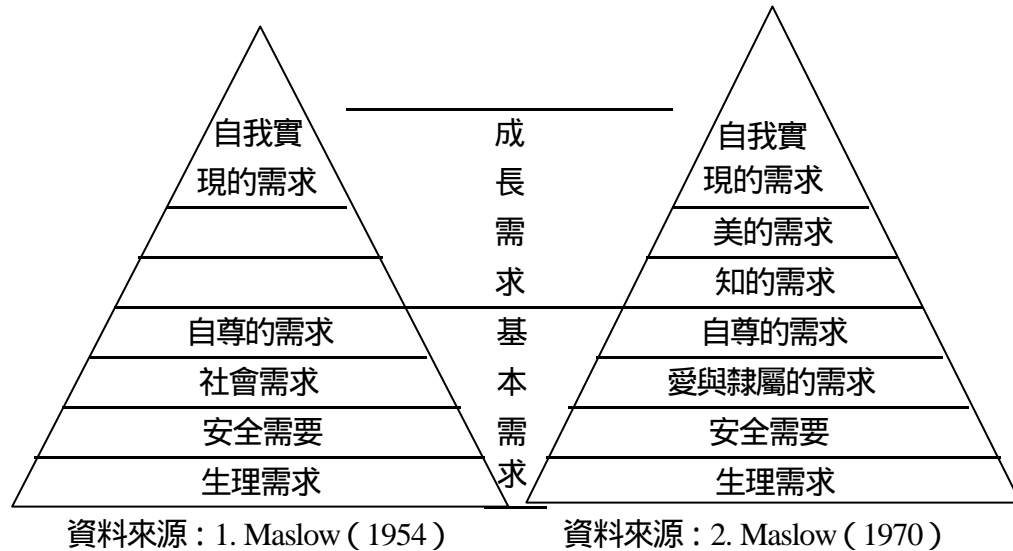 自我實
現的需求
自尊的需求
社會需求
安全需要
生理需求
成
長
需
求
基
本
需
求
自我實
現的需求
美的需求
知的需求
自尊的需求
愛與隸屬的需求
安全需要
生理需求
資料來源：1. Maslow（1954）
資料來源：2. Maslow（1970）